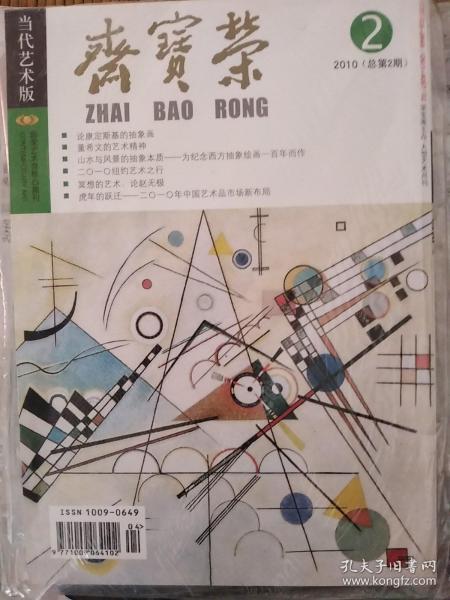 当代艺术版
齋寶榮
ZHAI BAO RONG
2
2010（总第2期）
论康定斯基的抽象画
董希文的艺术精神
山水与风景的抽象本质——为纪念西方抽象绘画一百年而作
二〇一〇纽约艺术之行
冥想的艺术，论赵无极
虎年的跃迁——二〇一〇年中国艺术品市场新布局
ISSN 1009-0649
04
9 771009 064102
孔夫子旧书网
www.kongfz.com